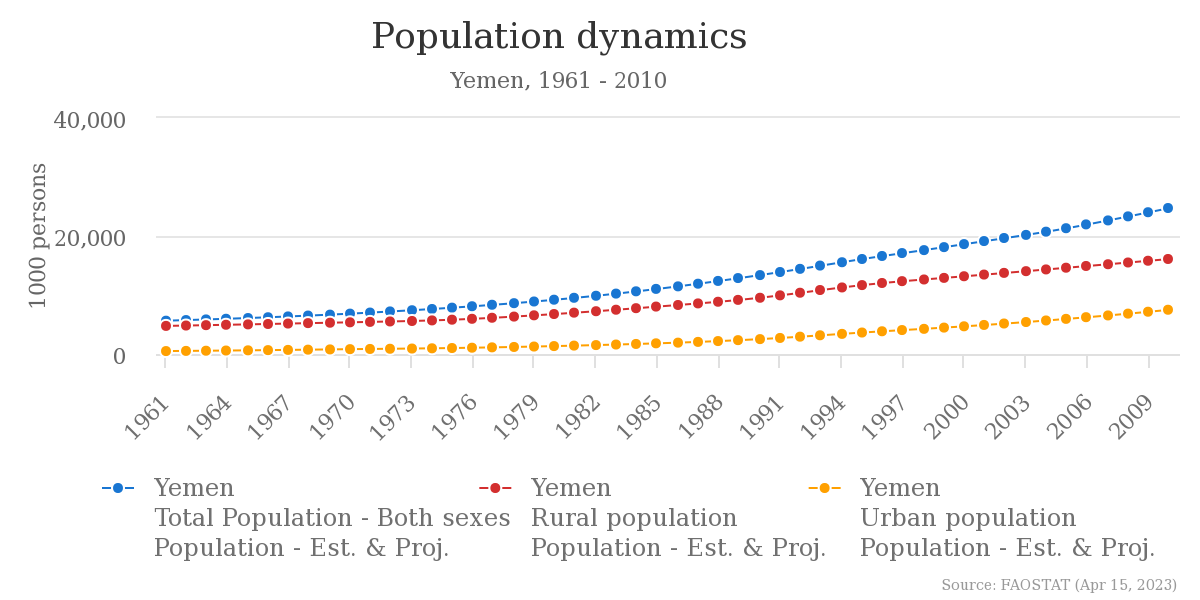 Population dynamics
Yemen, 1961 - 2010
1000 persons
40,000
20,000
0
1961
1964
1967
1970
1973
1976
1979
1982
1985
1988
1991
1994
1997
2000
2003
2006
2009
Yemen
Total Population - Both sexes
Population - Est. & Proj.
Yemen
Rural population
Population - Est. & Proj.
Yemen
Urban population
Population - Est. & Proj.
Source: FAOSTAT (Apr 15, 2023)